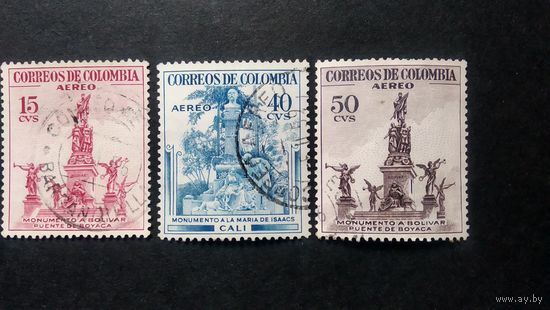 CORREOS DE COLOMBIA
AEREO
15
CVS
MONUMENTO A BOLIVAR
PUENTE DE BOYACA
CORREOS DE COLOMBIA
AEREO 40
CVS
MONUMENTO A LA MARIA DE ISAACS
CALI
CORREOS DE COLOMBIA
AEREO
50
CVS
MONUMENTO A BOLIVAR
PUENTE DE BOYACA
www.ay.by